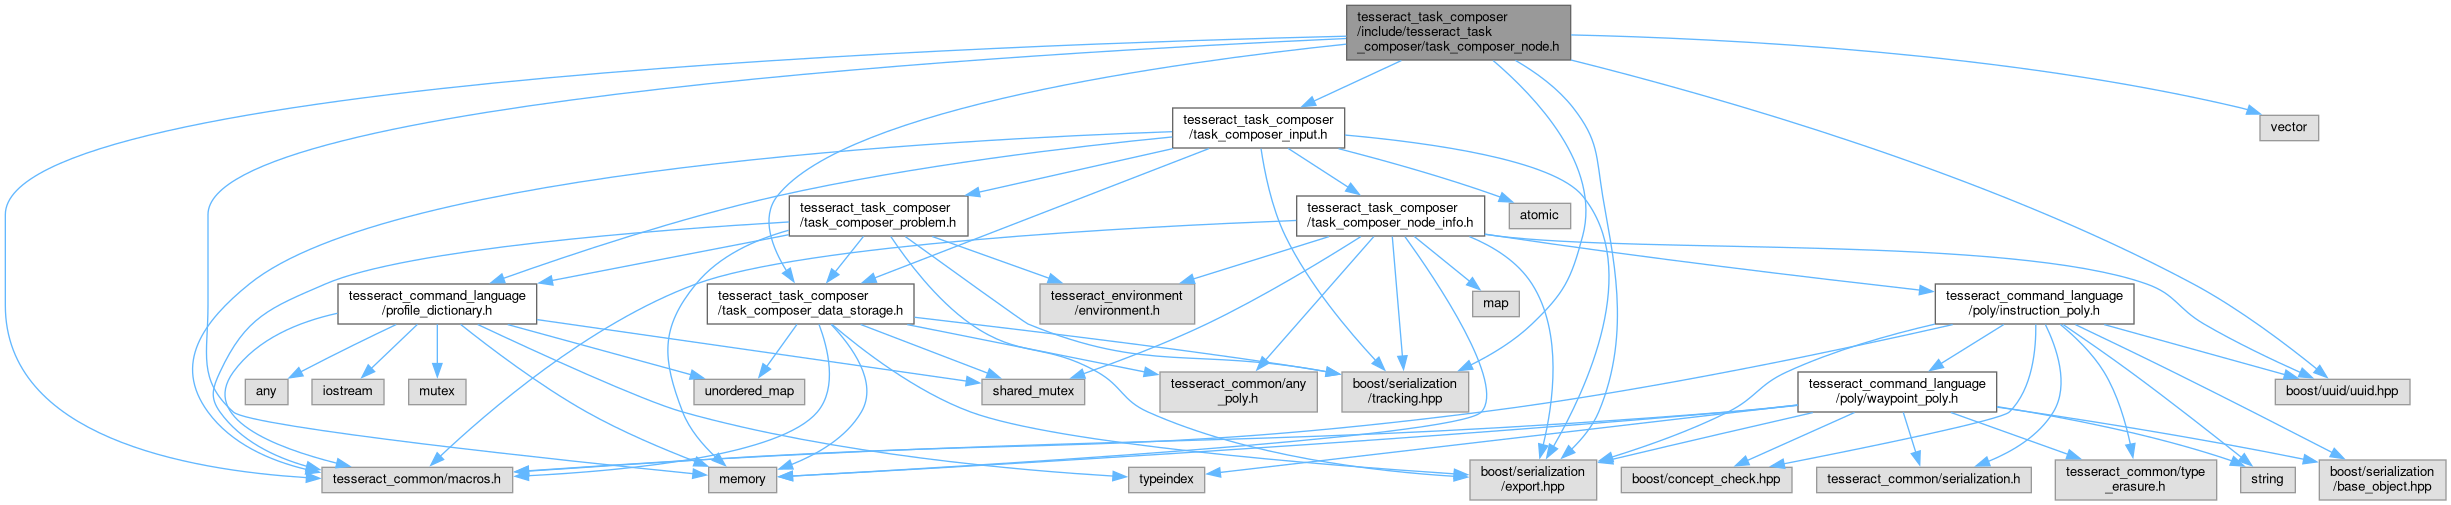 tesseract_task_composer
/include/tesseract_task
_composer/task_composer_node.h
tesseract_task_composer
/task_composer_input.h
vector
tesseract_task_composer
/task_composer_problem.h
tesseract_task_composer
/task_composer_node_info.h
atomic
tesseract_command_language
/profile_dictionary.h
tesseract_task_composer
/task_composer_data_storage.h
tesseract_environment
/environment.h
map
tesseract_command_language
/poly/instruction_poly.h
any
iostream
mutex
unordered_map
shared_mutex
tesseract_common/any
_poly.h
boost/serialization
/tracking.hpp
tesseract_command_language
/poly/waypoint_poly.h
boost/uuid/uuid.hpp
tesseract_common/macros.h
memory
typeindex
boost/serialization
/export.hpp
boost/concept_check.hpp
tesseract_common/serialization.h
tesseract_common/type
_erasure.h
string
boost/serialization
/base_object.hpp